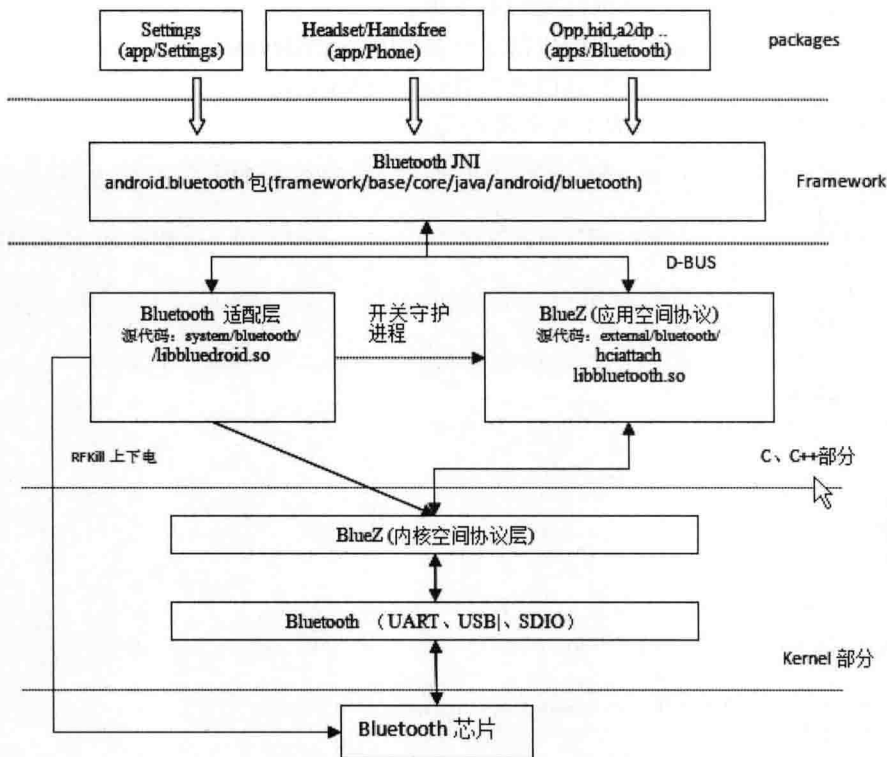 Settings
(app/Settings)
Headset/Handsfree
(app/Phone)
Opp,hid,a2dp ..
(apps/Bluetooth)
packages
Bluetooth JNI
android.bluetooth 包(framework/base/core/java/android/bluetooth)
Framework
D-BUS
Bluetooth 适配层
源代码：system/bluetooth/
/libbluedroid.so
开关守护
进程
BlueZ (应用空间协议)
源代码：external/bluetooth/
hciattach
libbluetooth.so
RFKill 上下电
C、C++部分
BlueZ (内核空间协议层)
Bluetooth （UART、USB|、SDIO）
Kernel 部分
Bluetooth 芯片